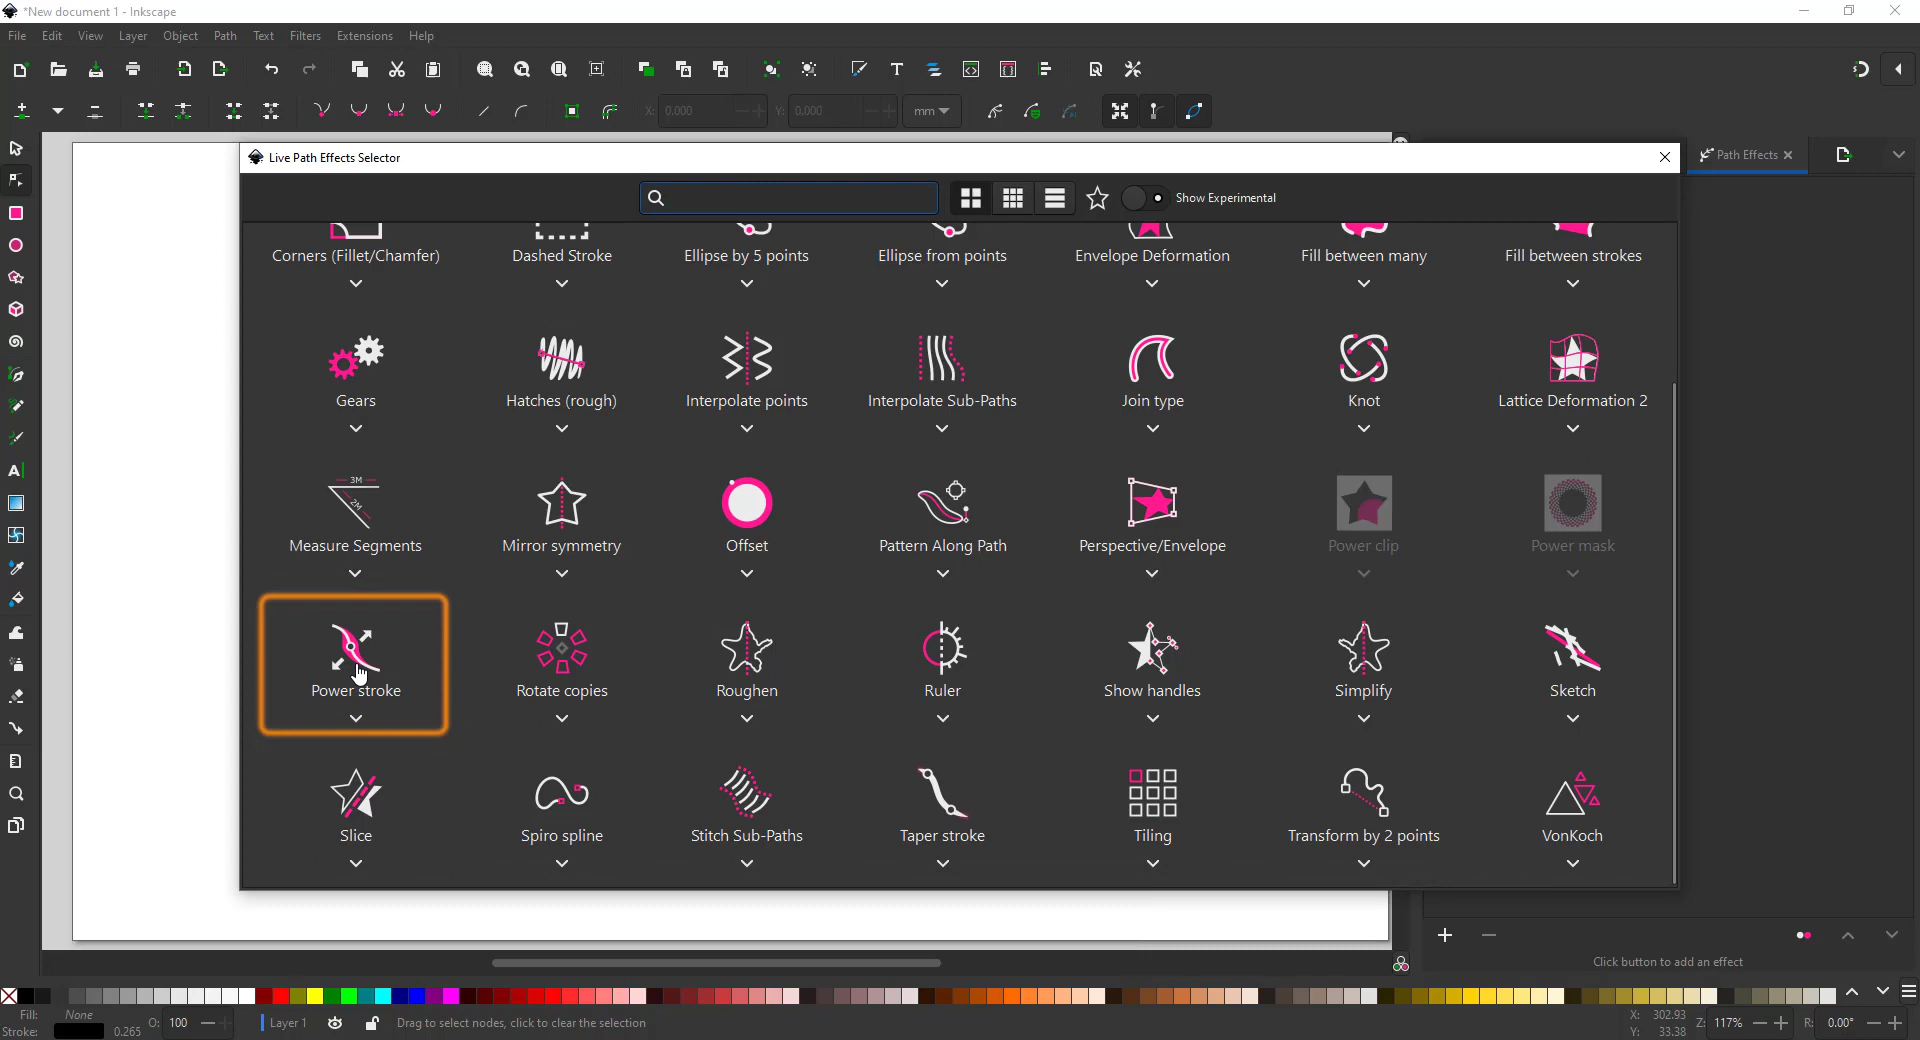 *New document 1 - Inkscape
File Edit View Layer Object Path Text Filters Extensions Help
X: 0.000 Y: 0.000 mm
Live Path Effects Selector
Path Effects
Show Experimental
Corners (Fillet/Chamfer) Dashed Stroke Ellipse by 5 points Ellipse from points Envelope Deformation Fill between many Fill between strokes
Gears Hatches (rough) Interpolate points Interpolate Sub-Paths Join type Knot Lattice Deformation 2
3M
2M
Measure Segments Mirror symmetry Offset Pattern Along Path Perspective/Envelope Power clip Power mask
Power stroke Rotate copies Roughen Ruler Show handles Simplify Sketch
Slice Spiro spline Stitch Sub-Paths Taper stroke Tiling Transform by 2 points VonKoch
Click button to add an effect
Fill: None
Stroke: 0.265 O: 100 Layer 1 Drag to select nodes, click to clear the selection
X: 302.93
Y: 33.38
Z: 117% R: 0.00°